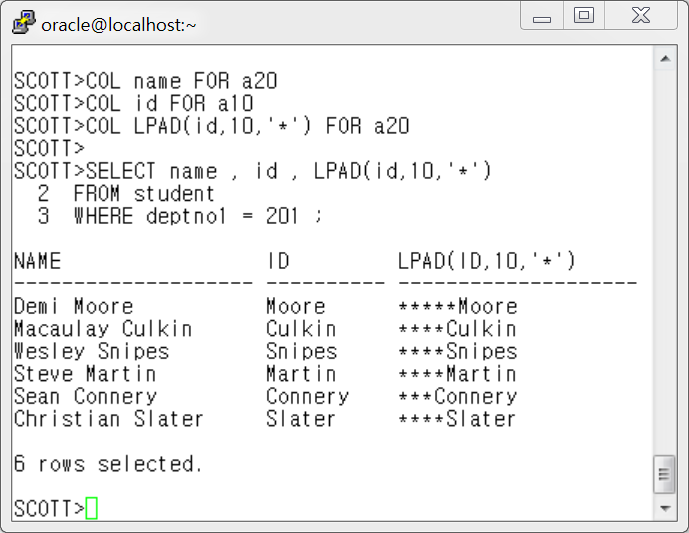 oracle@localhost:~
SCOTT>COL name FOR a20
SCOTT>COL id FOR a10
SCOTT>COL LPAD(id,10,'*') FOR a20
SCOTT>
SCOTT>SELECT name , id , LPAD(id,10,'*')
  2  FROM student
  3  WHERE deptno1 = 201 ;
NAME                 ID         LPAD(ID,10,'*')
-------------------- ---------- --------------------
Demi Moore           Moore      *****Moore
Macaulay Culkin      Culkin     ****Culkin
Wesley Snipes        Snipes     ****Snipes
Steve Martin         Martin     ****Martin
Sean Connery         Connery    ***Connery
Christian Slater     Slater     ****Slater
6 rows selected.
SCOTT>